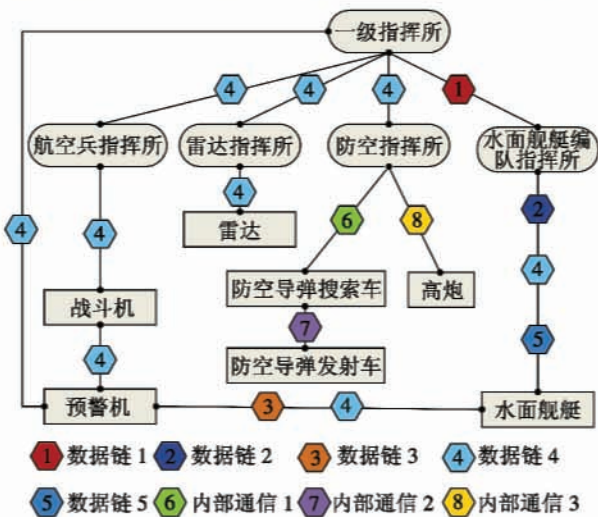 一级指挥所
4
4
4
1
航空兵指挥所
雷达指挥所
防空指挥所
水面舰艇编
队指挥所
4
2
4
4
6
8
4
雷达
防空导弹搜索车
高炮
战斗机
7
5
4
防空导弹发射车
预警机
3
4
水面舰艇
1 数据链 1
2 数据链 2
3 数据链 3
4 数据链 4
5 数据链 5
6 内部通信 1
7 内部通信 2
8 内部通信 3